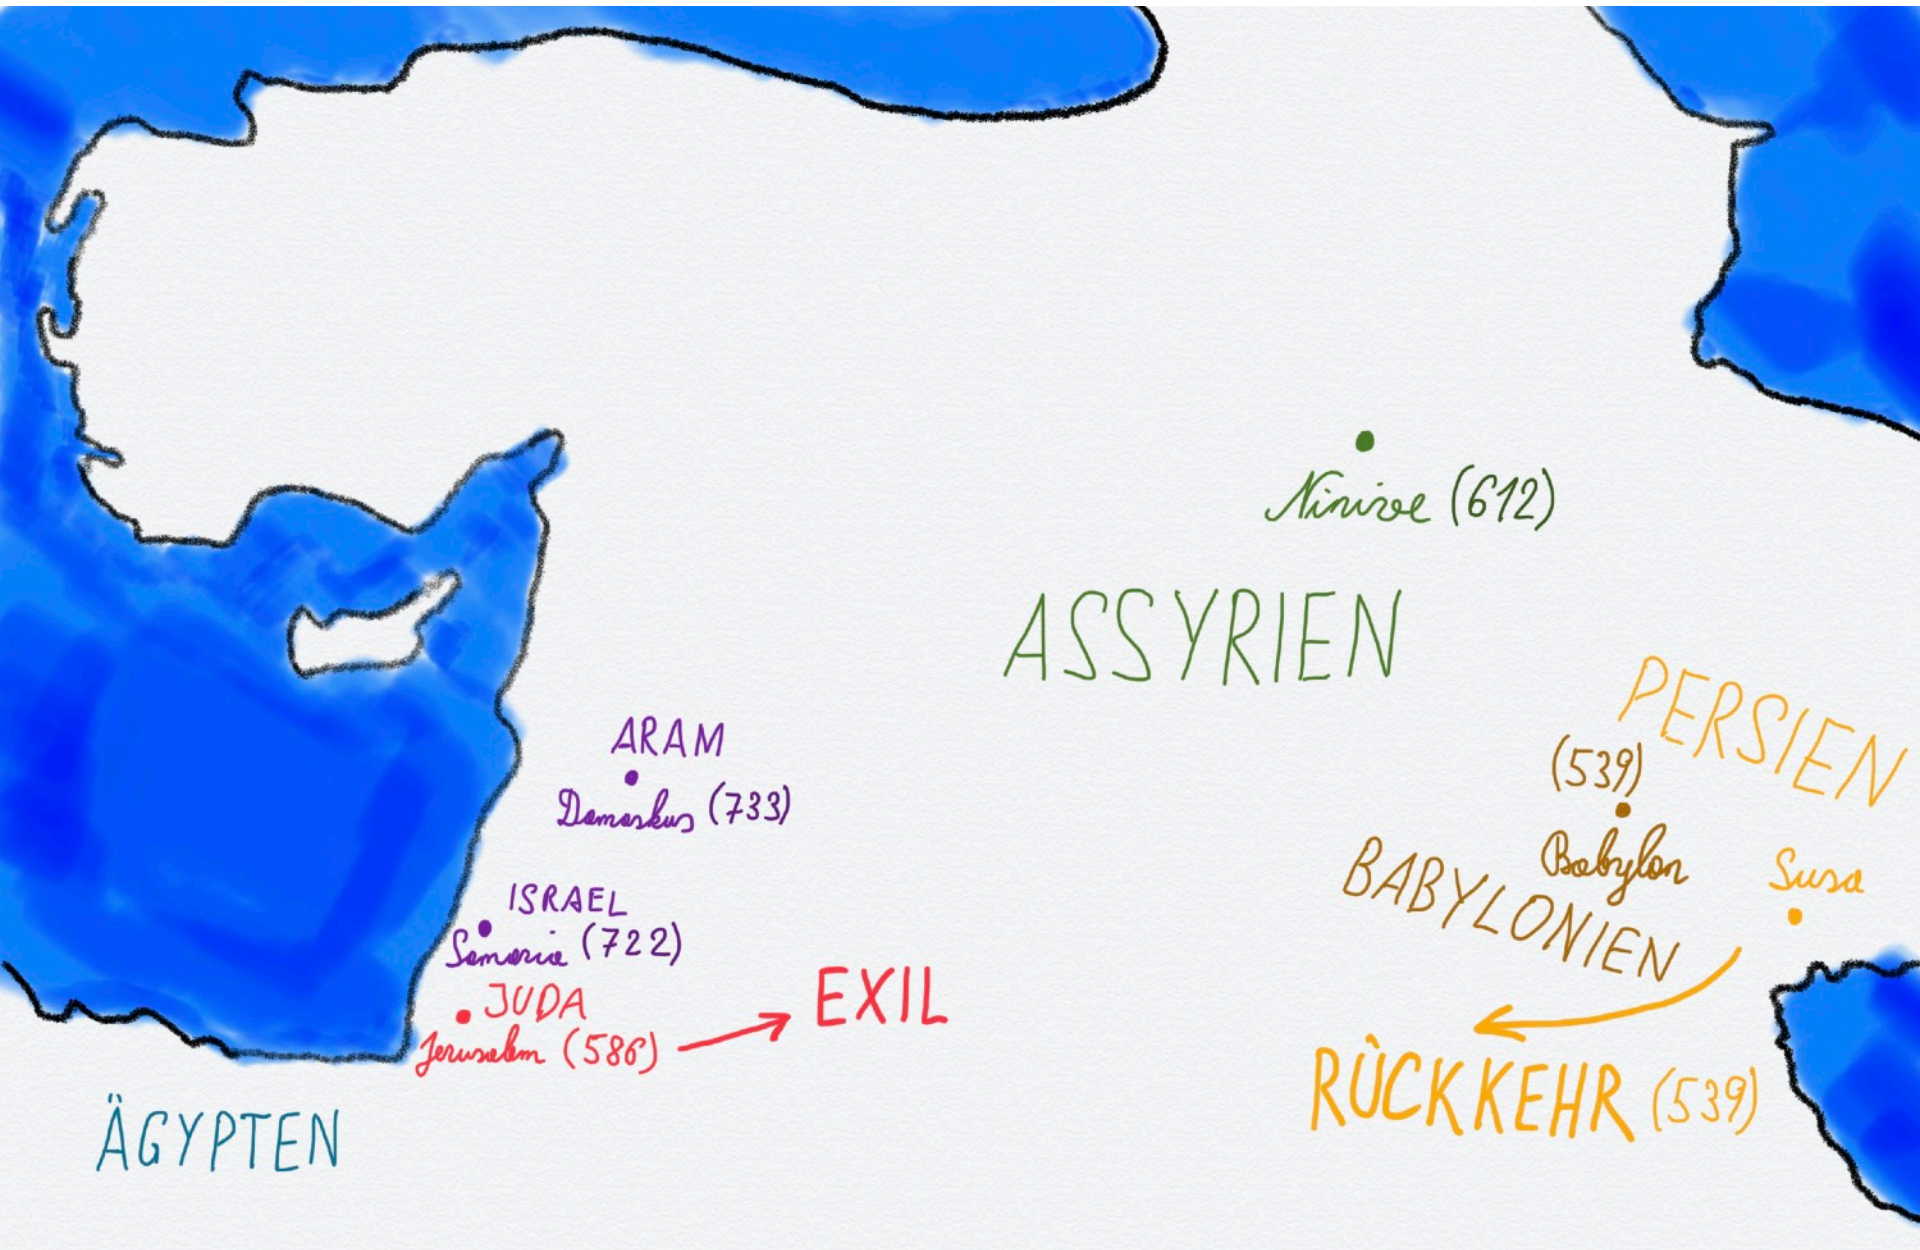 Ninive (612)
ASSYRIEN
PERSIEN
ARAM
(539)
Damaskus (733)
Babylon
BABYLONIEN
Susa
ISRAEL
Samaria (722)
EXIL
JUDA
Jerusalem (586)
RÜCKKEHR (539)
ÄGYPTEN